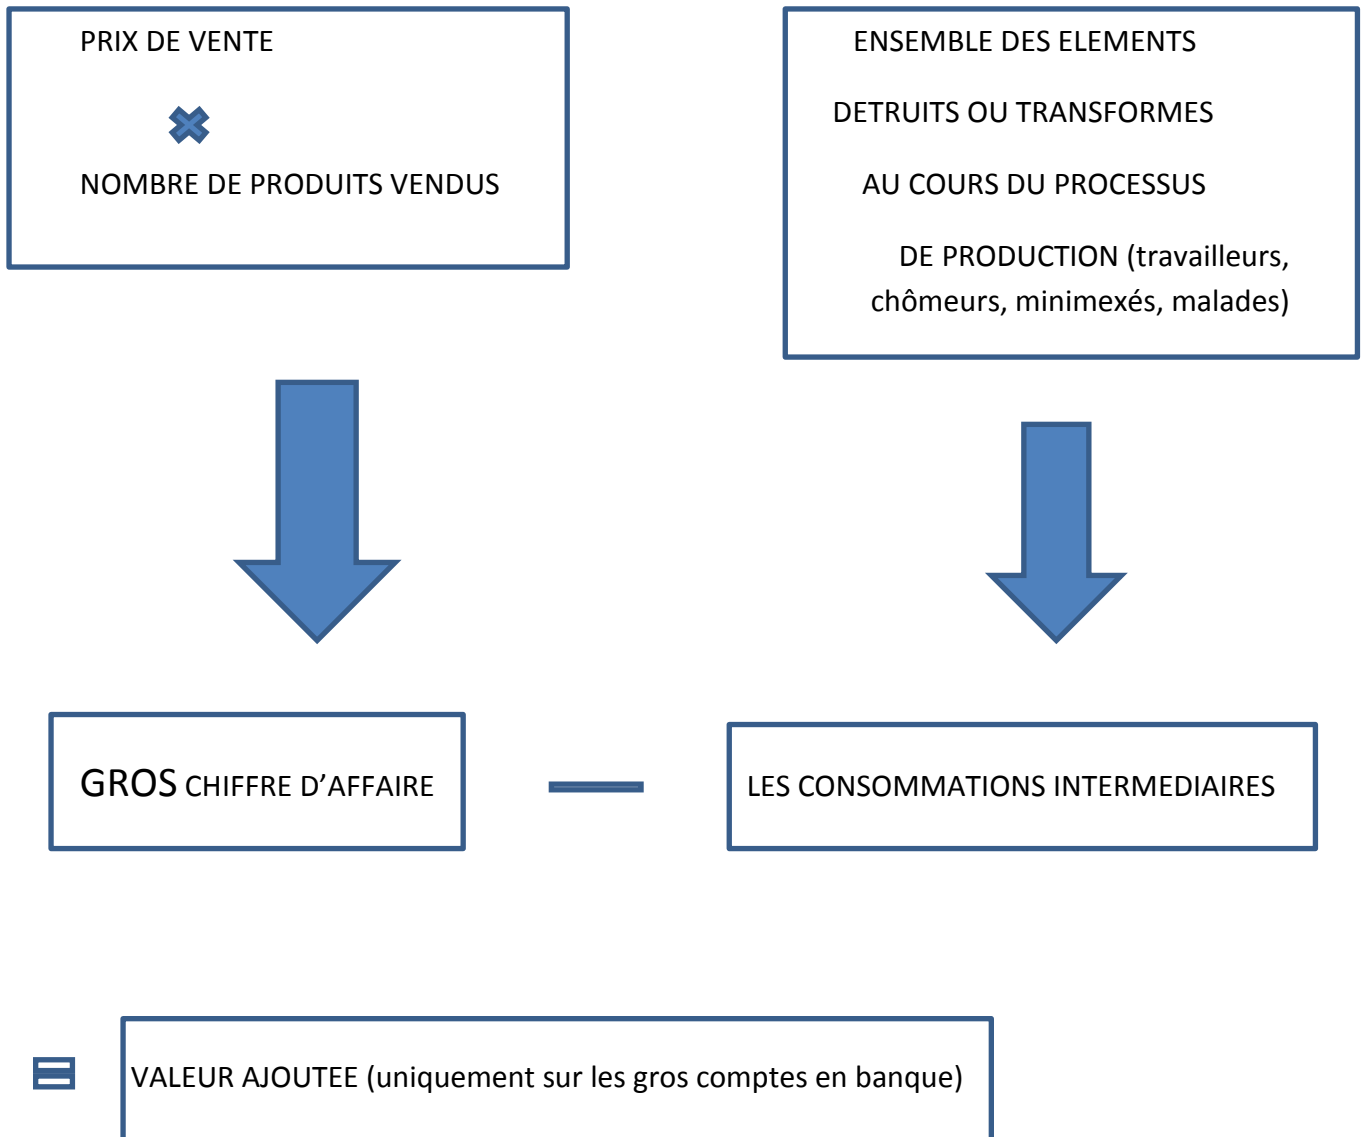 PRIX DE VENTE
NOMBRE DE PRODUITS VENDUS
ENSEMBLE DES ELEMENTS
DETRUITS OU TRANSFORMES
AU COURS DU PROCESSUS
DE PRODUCTION (travailleurs,
chômeurs, minimexés, malades)
GROS CHIFFRE D’AFFAIRE
LES CONSOMMATIONS INTERMEDIAIRES
VALEUR AJOUTEE (uniquement sur les gros comptes en banque)